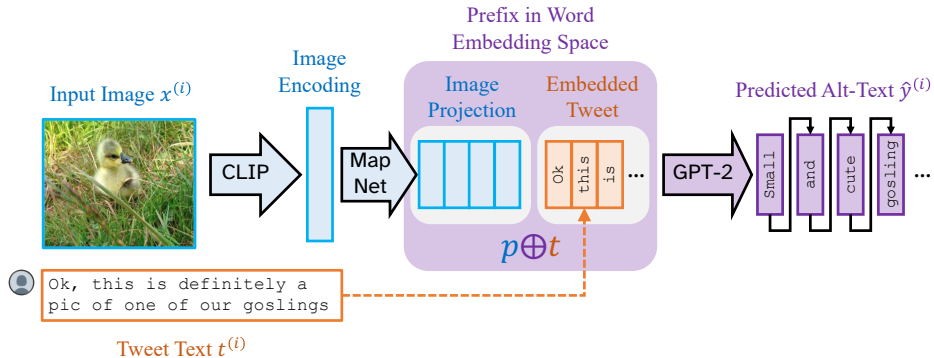 Prefix in Word
Embedding Space
Image
Encoding
Input Image x^(i)
Image
Projection
Embedded
Tweet
Predicted Alt-Text ŷ^(i)
CLIP
Map
Net
Ok
this
is
...
GPT-2
Small
and
cute
gosling
...
p⊕t
Ok, this is definitely a
pic of one of our goslings
Tweet Text t^(i)